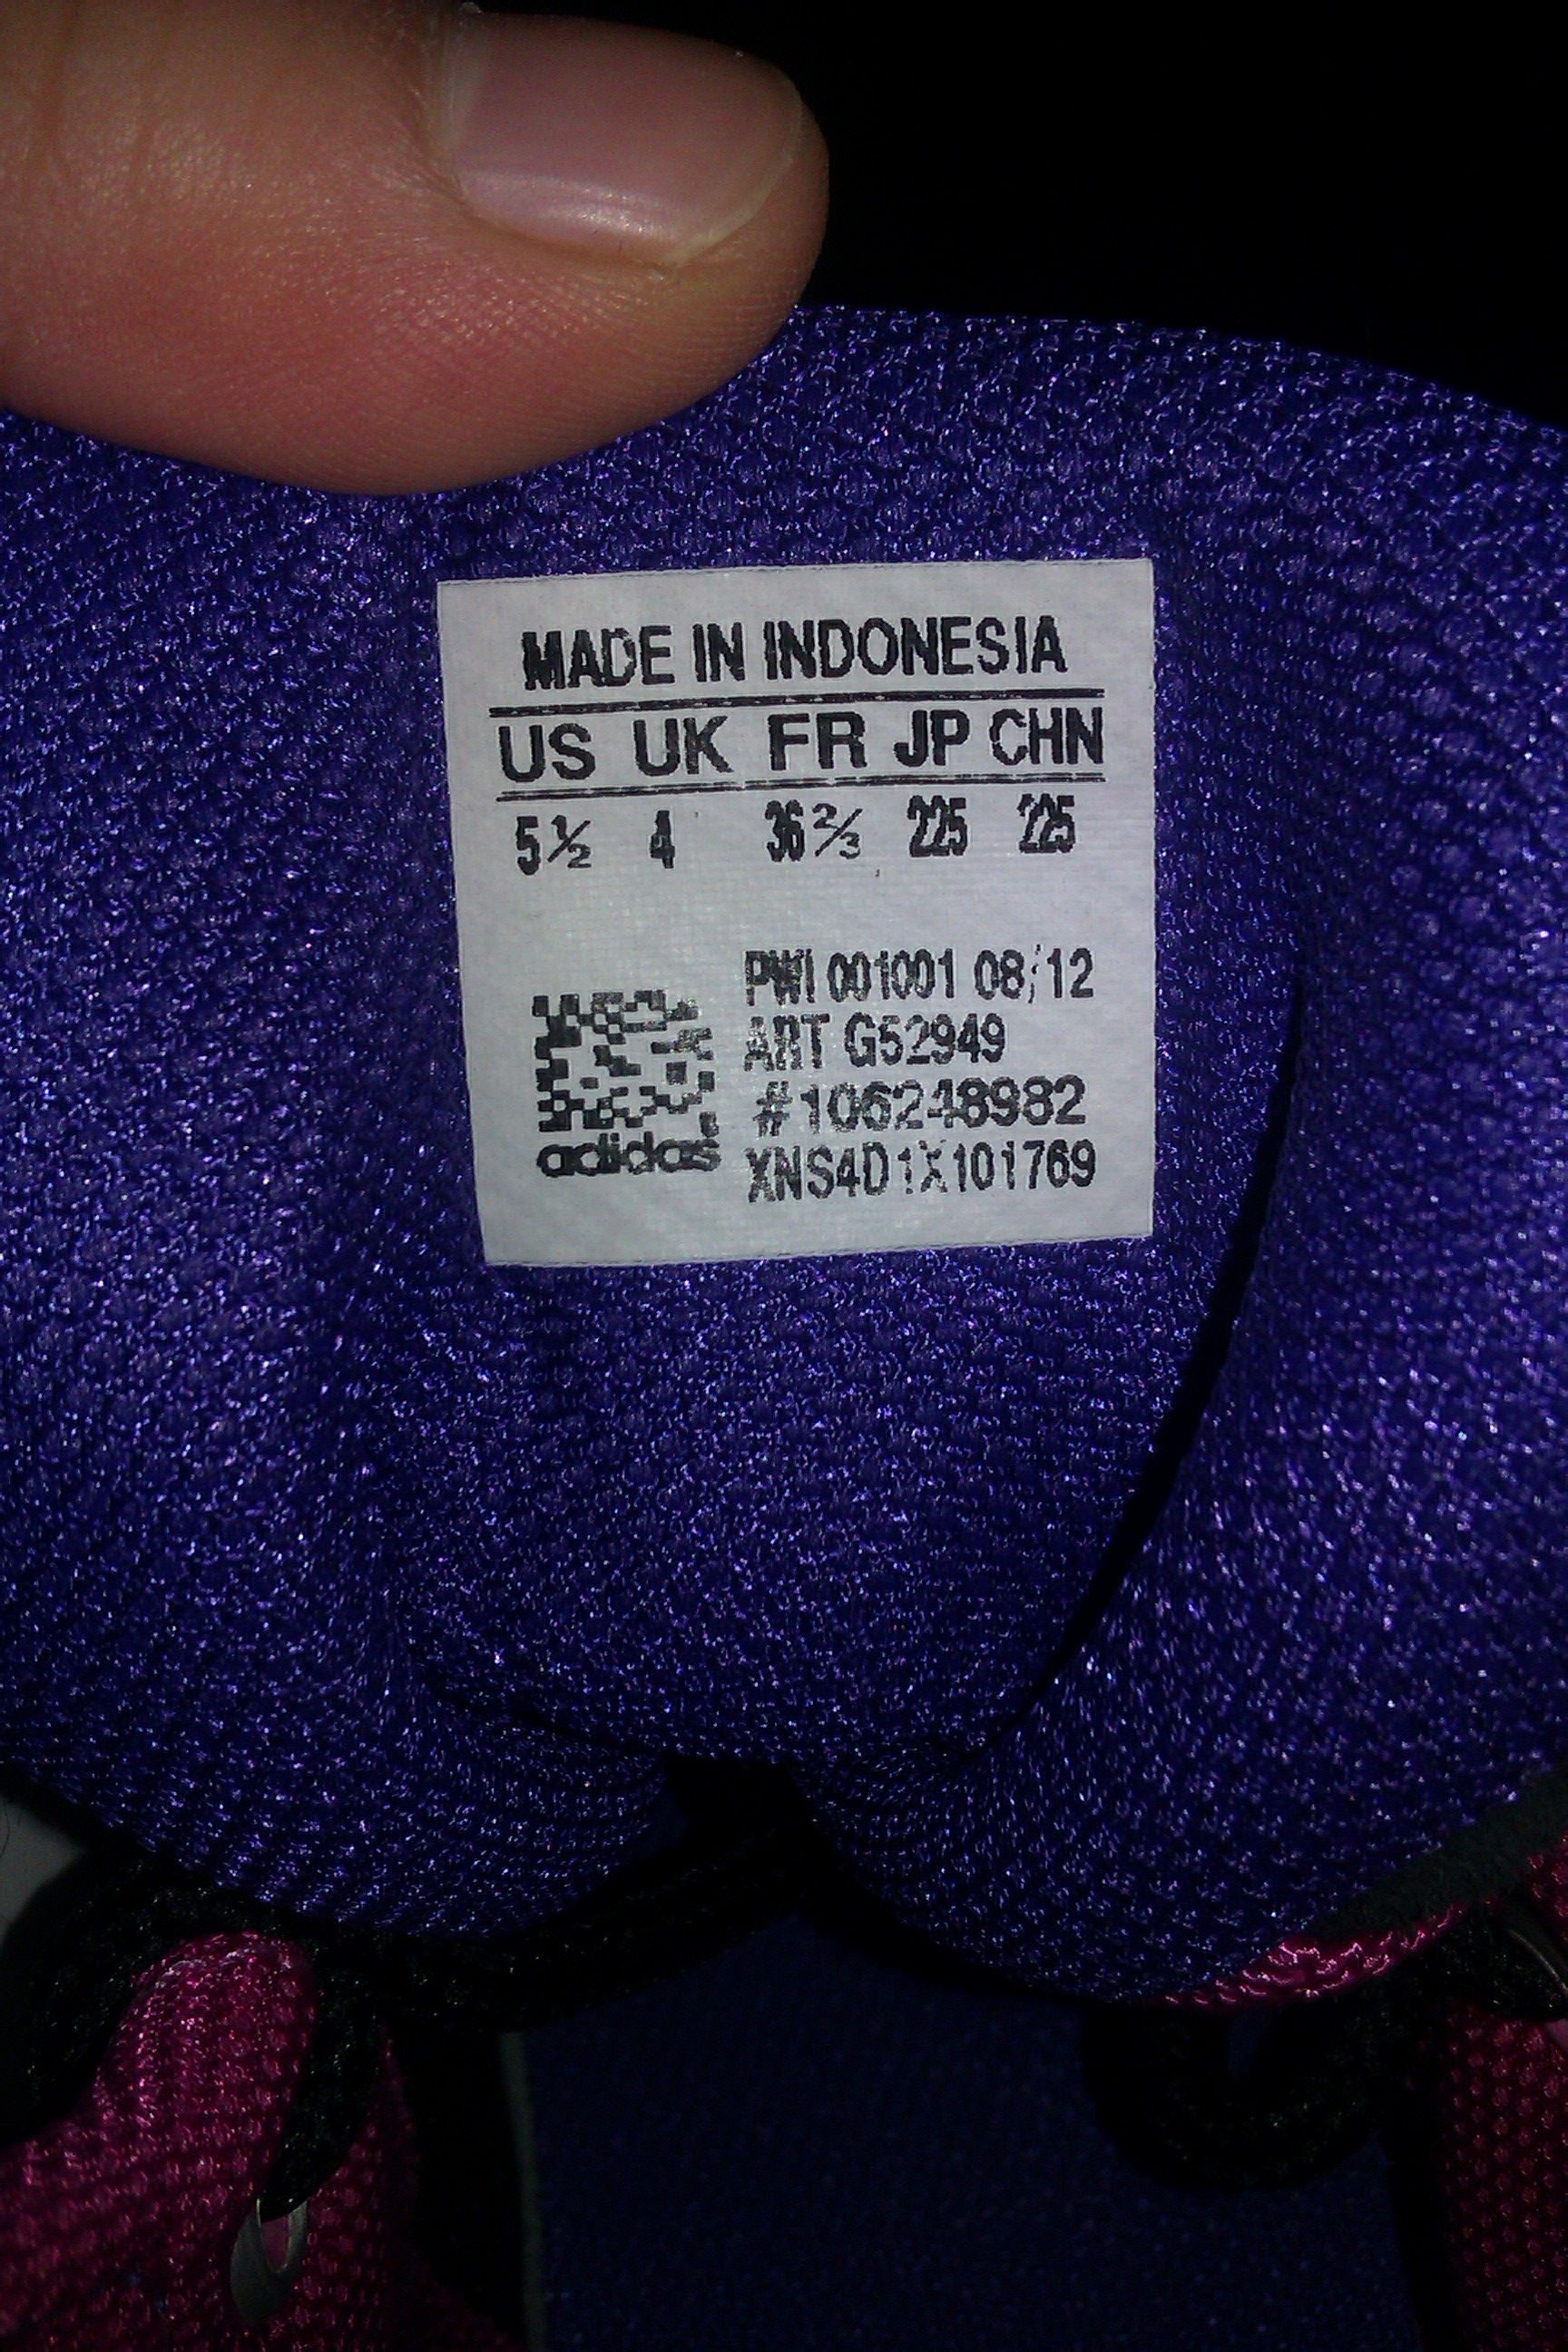 MADE IN INDONESIA
US UK FR JP CHN
5½ 4 36⅔ 225 225
PWI 001001 08/12
ART G52949
#106248982
adidas XNS4D1X101769